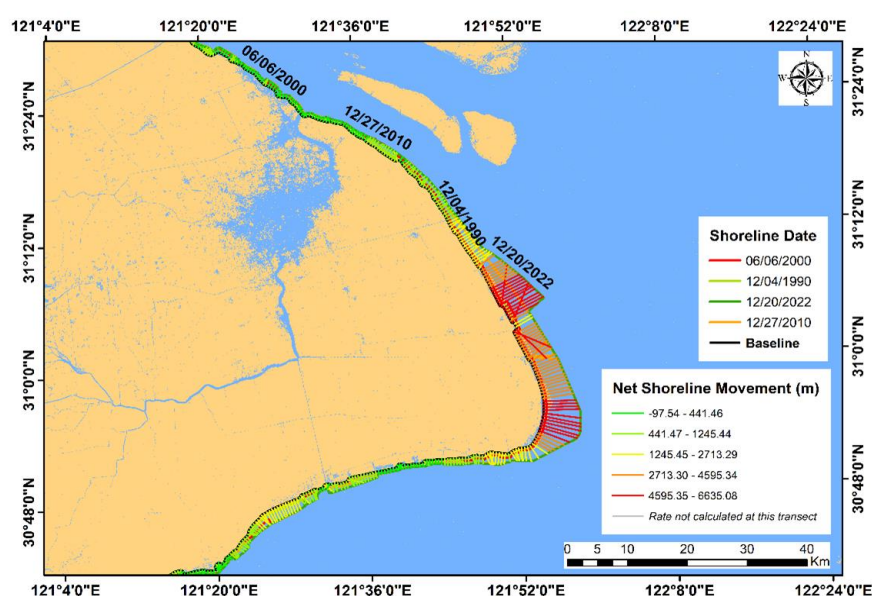 121°4'0"E 121°20'0"E 121°36'0"E 121°52'0"E 122°8'0"E 122°24'0"E
31°24'0"N
31°12'0"N
31°0'0"N
30°48'0"N
06/06/2000
12/27/2010
12/04/1990
12/20/2022
N
W E
S
31°24'0"N
31°12'0"N
31°0'0"N
30°48'0"N
Shoreline Date
06/06/2000
12/04/1990
12/20/2022
12/27/2010
Baseline
Net Shoreline Movement (m)
-97.54 - 441.46
441.47 - 1245.44
1245.45 - 2713.29
2713.30 - 4595.34
4595.35 - 6635.08
Rate not calculated at this transect
0 5 10 20 30 40
Km
121°4'0"E 121°20'0"E 121°36'0"E 121°52'0"E 122°8'0"E 122°24'0"E